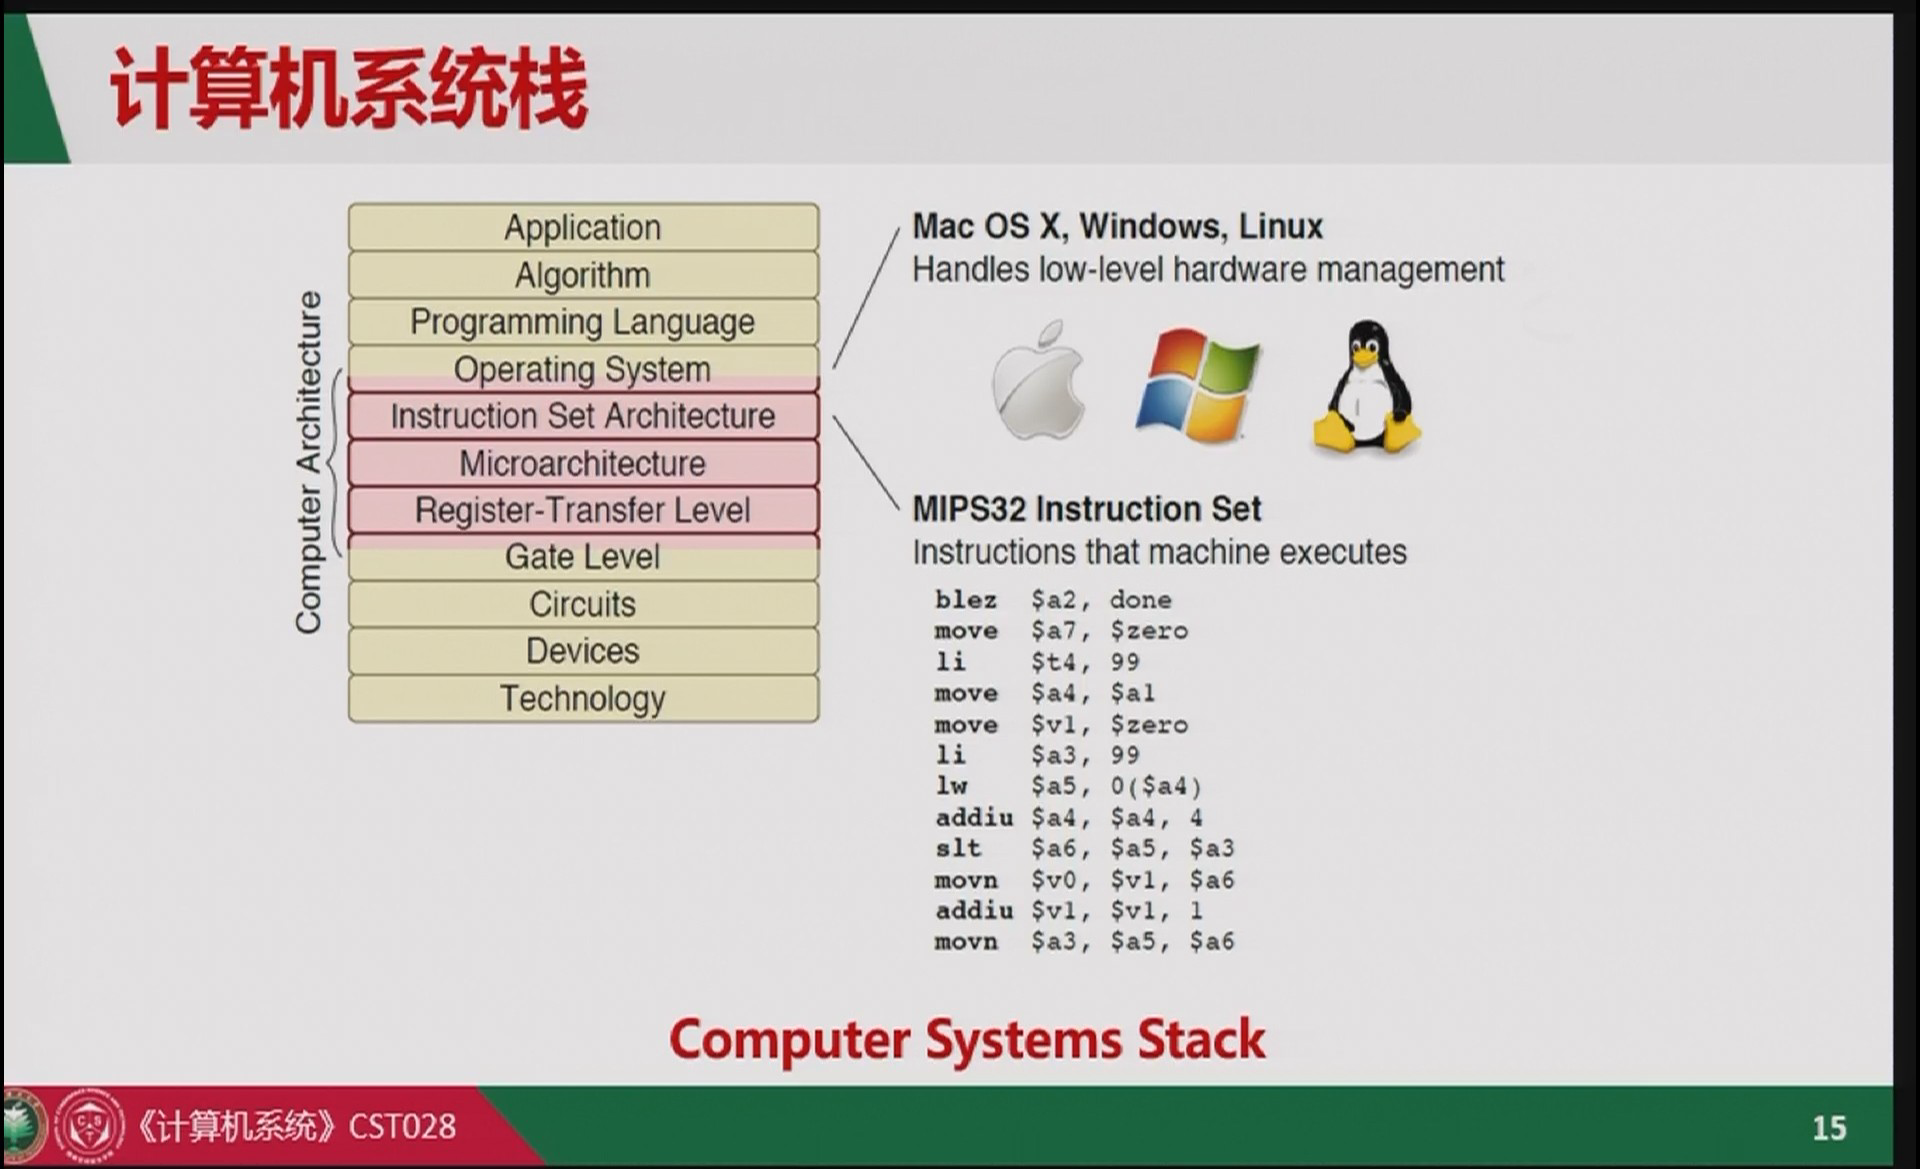 计算机系统栈
Computer Architecture
Application
Algorithm
Programming Language
Operating System
Instruction Set Architecture
Microarchitecture
Register-Transfer Level
Gate Level
Circuits
Devices
Technology
Mac OS X, Windows, Linux
Handles low-level hardware management
MIPS32 Instruction Set
Instructions that machine executes
blez $a2, done
move $a7, $zero
li $t4, 99
move $a4, $a1
move $v1, $zero
li $a3, 99
lw $a5, 0($a4)
addiu $a4, $a4, 4
slt $a6, $a5, $a3
movn $v0, $v1, $a6
addiu $v1, $v1, 1
movn $a3, $a5, $a6
Computer Systems Stack
《计算机系统》CST028
15